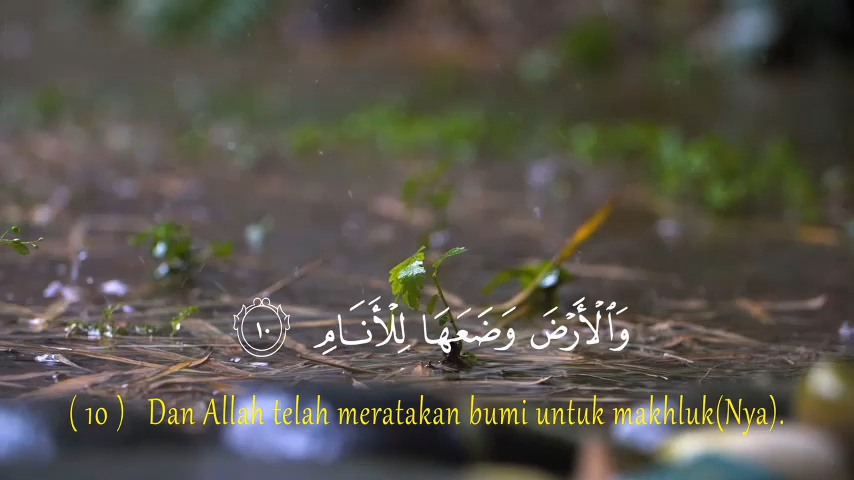 وَٱلْأَرْضَ وَضَعَهَا لِلْأَنَامِ ١٠
( 10 ) Dan Allah telah meratakan bumi untuk makhluk(Nya).